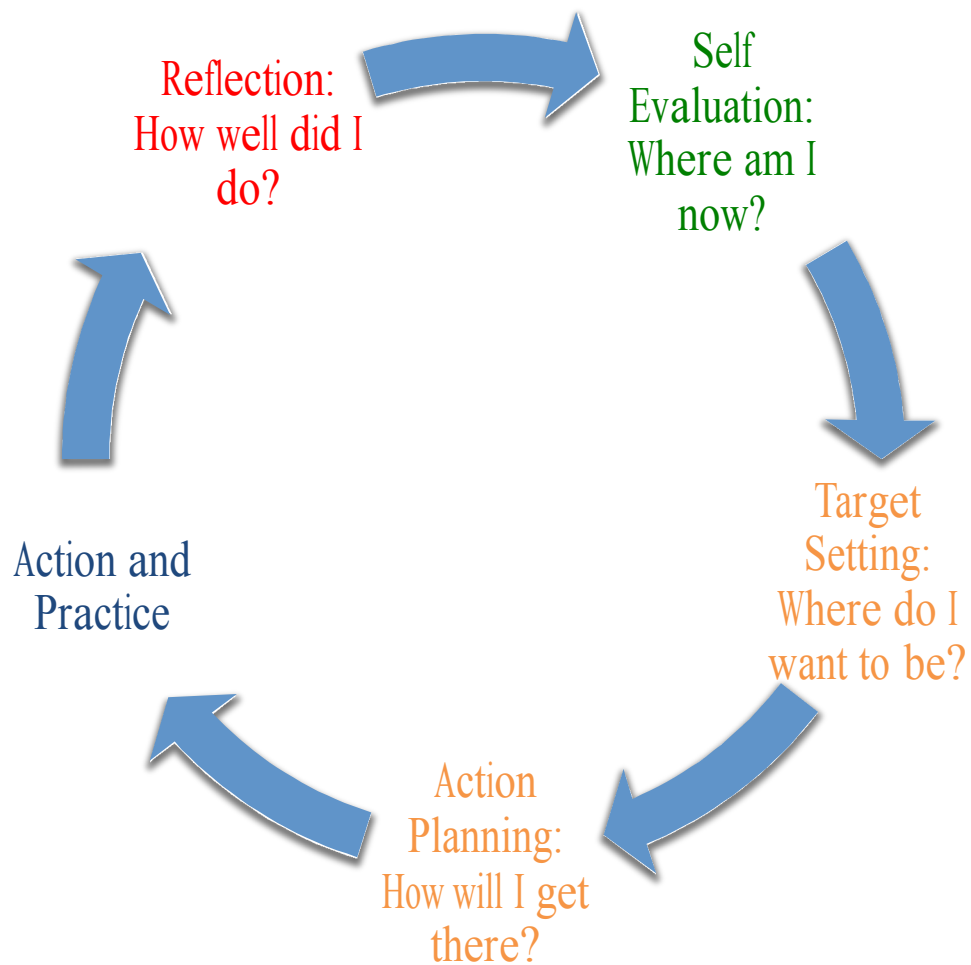 Reflection:
How well did I
do?
Self
Evaluation:
Where am I
now?
Target
Setting:
Where do I
want to be?
Action
Planning:
How will I get
there?
Action and
Practice